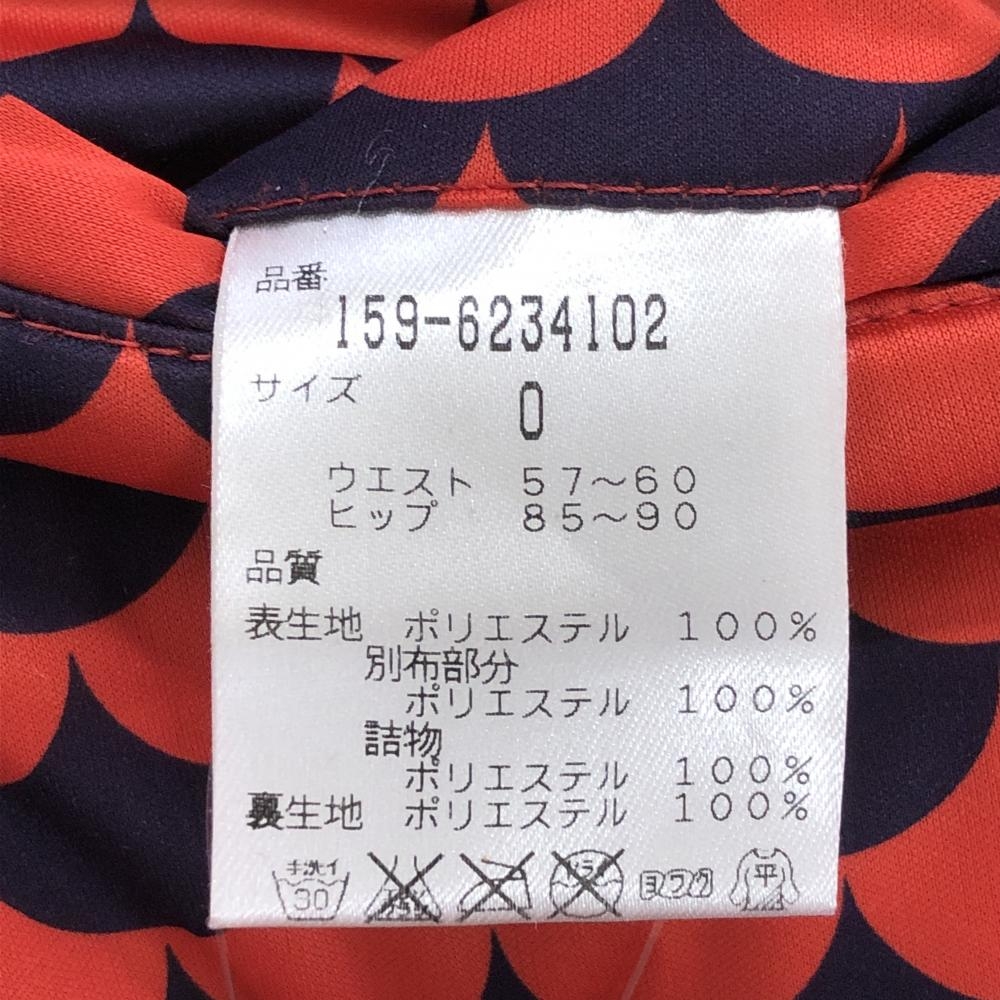 品番
159-6234102
サイズ
0
ウエスト 57～60
ヒップ 85～90
品質
表生地 ポリエステル 100%
別布部分
ポリエステル 100%
詰物
ポリエステル 100%
裏生地 ポリエステル 100%
手洗イ
30
ヨワク
平